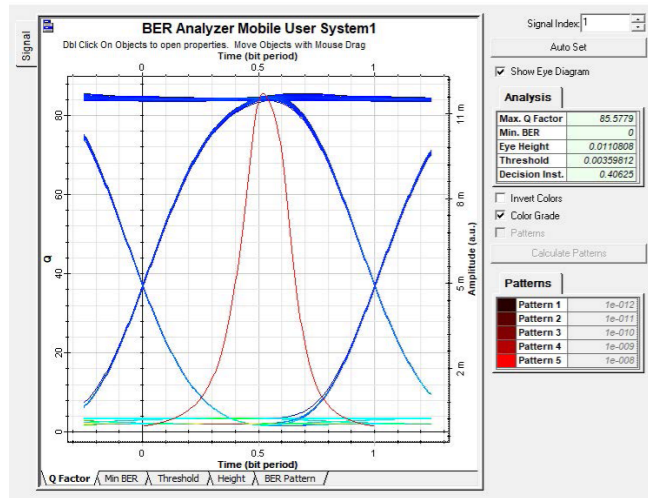 Signal
BER Analyzer Mobile User System1
Dbl Click On Objects to open properties. Move Objects with Mouse Drag
Time (bit period)
0 0.5 1
Q
80
60
40
20
0
Amplitude (a.u.)
11 m
8 m
5 m
2 m
0 0.5 1
Time (bit period)
Q Factor Min BER Threshold Height BER Pattern
Signal Index: 1
Auto Set
Show Eye Diagram
Analysis
Max. Q Factor 85.5779
Min. BER 0
Eye Height 0.0110808
Threshold 0.00359812
Decision Inst. 0.40625
Invert Colors
Color Grade
Patterns
Calculate Patterns
Patterns
Pattern 1 1e-012
Pattern 2 1e-011
Pattern 3 1e-010
Pattern 4 1e-009
Pattern 5 1e-008